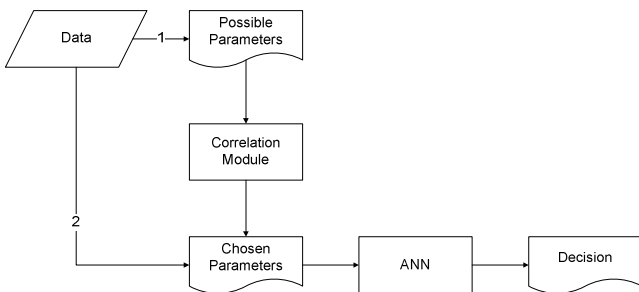 Data
1
Possible
Parameters
Correlation
Module
2
Chosen
Parameters
ANN
Decision